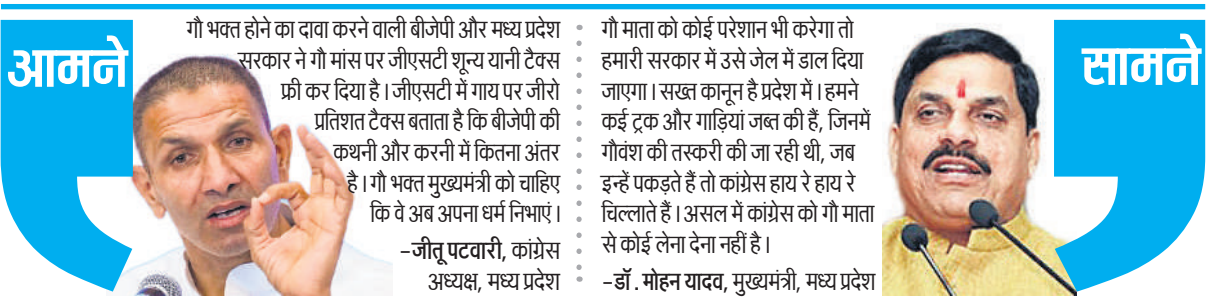 आमने
गौ भक्त होने का दावा करने वाली बीजेपी और मध्य प्रदेश
सरकार ने गौ मांस पर जीएसटी शून्य यानी टैक्स
फ्री कर दिया है। जीएसटी में गाय पर जीरो
प्रतिशत टैक्स बताता है कि बीजेपी की
कथनी और करनी में कितना अंतर
है। गौ भक्त मुख्यमंत्री को चाहिए
कि वे अब अपना धर्म निभाएं।
–जीतू पटवारी, कांग्रेस
अध्यक्ष, मध्य प्रदेश
गौ माता को कोई परेशान भी करेगा तो
हमारी सरकार में उसे जेल में डाल दिया
जाएगा। सख्त कानून है प्रदेश में। हमने
कई ट्रक और गाड़ियां जब्त की हैं, जिनमें
गौवंश की तस्करी की जा रही थी, जब
इन्हें पकड़ते हैं तो कांग्रेस हाय रे हाय रे
चिल्लाते हैं। असल में कांग्रेस को गौ माता
से कोई लेना देना नहीं है।
–डॉ. मोहन यादव, मुख्यमंत्री, मध्य प्रदेश
सामने